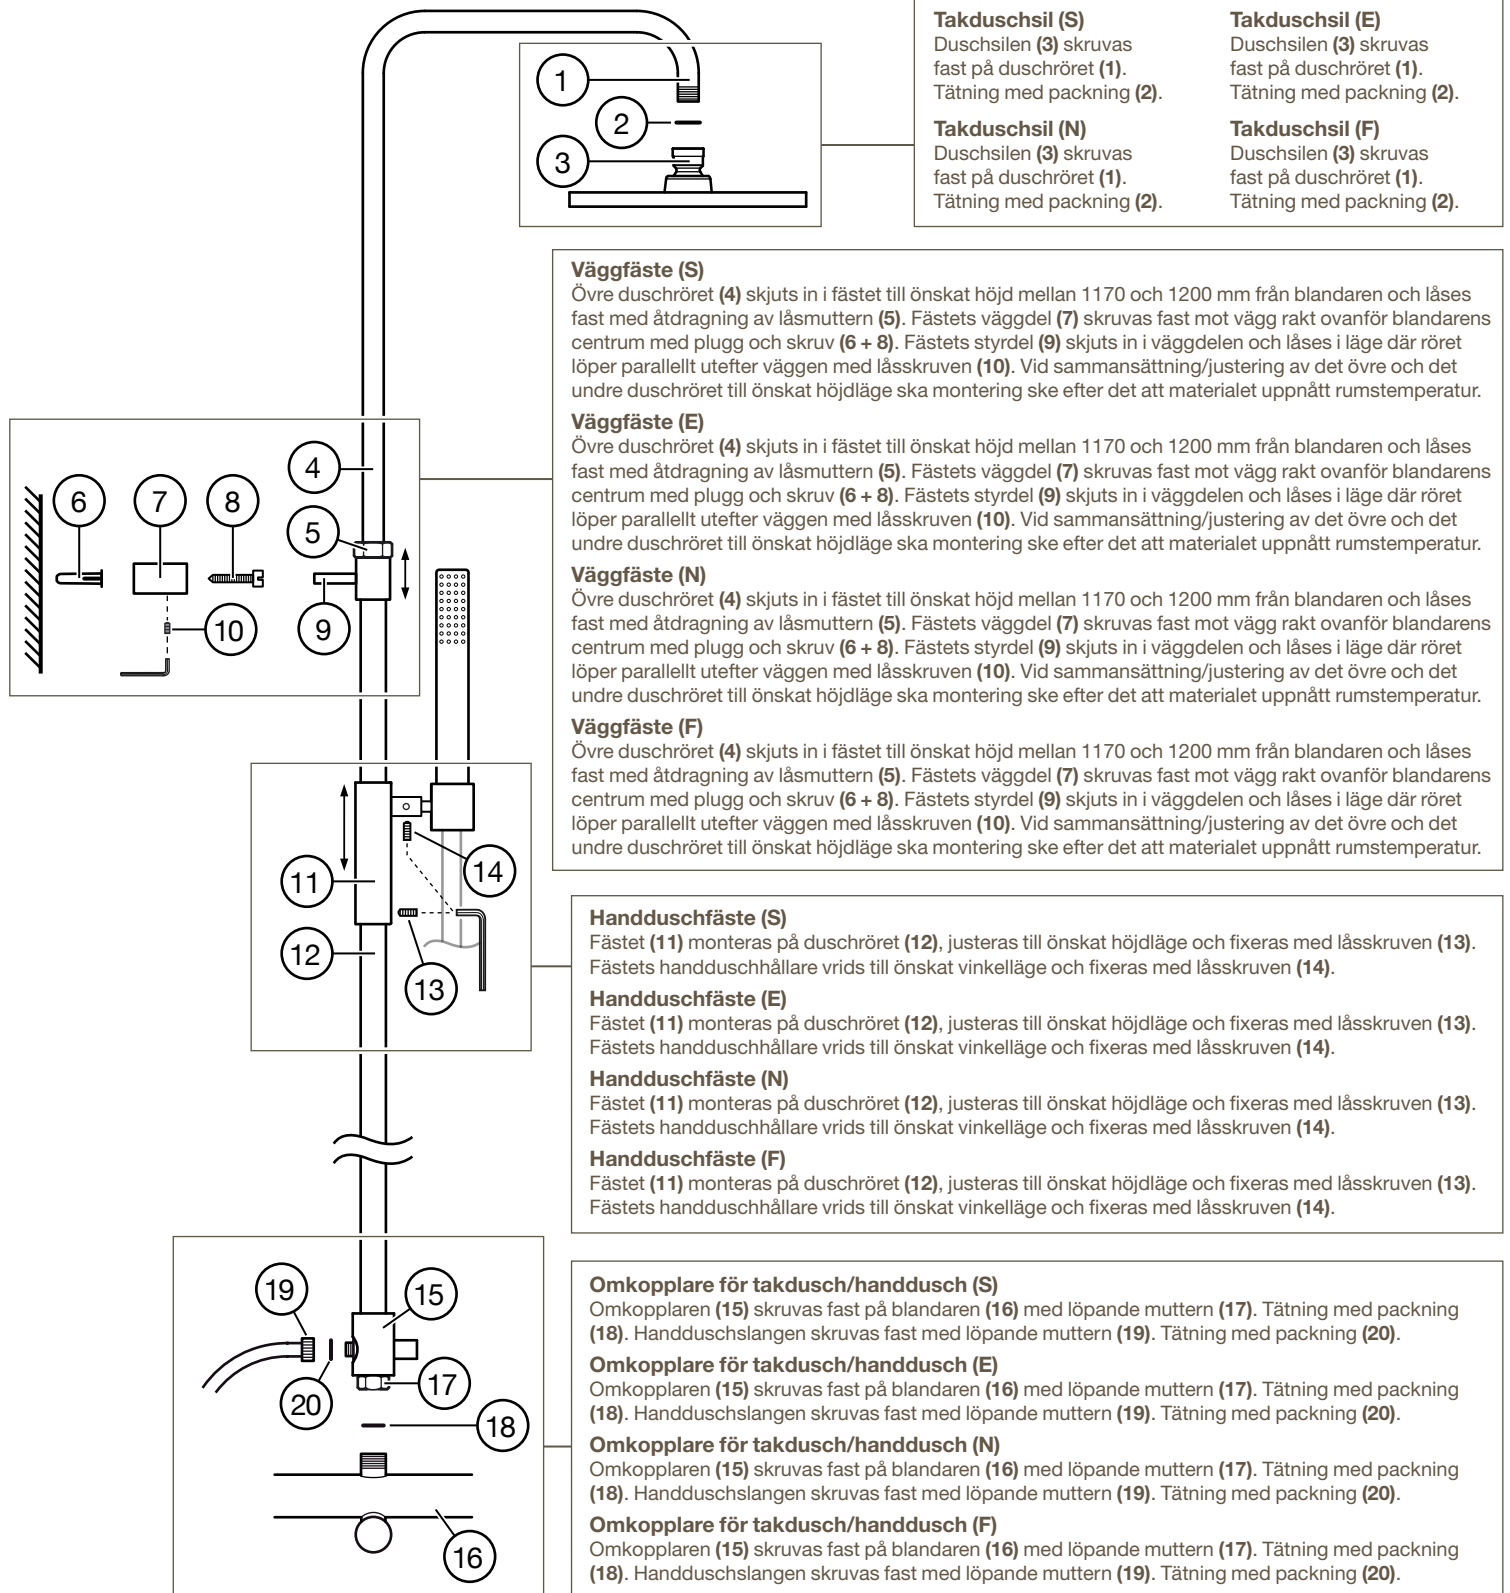 1
2
3
Takduschsil (S)
Duschsilen (3) skruvas
fast på duschröret (1).
Tätning med packning (2).
Takduschsil (E)
Duschsilen (3) skruvas
fast på duschröret (1).
Tätning med packning (2).
Takduschsil (N)
Duschsilen (3) skruvas
fast på duschröret (1).
Tätning med packning (2).
Takduschsil (F)
Duschsilen (3) skruvas
fast på duschröret (1).
Tätning med packning (2).
4
5
6
7
8
9
10
Väggfäste (S)
Övre duschröret (4) skjuts in i fästet till önskat höjd mellan 1170 och 1200 mm från blandaren och låses
fast med åtdragning av låsmuttern (5). Fästets väggdel (7) skruvas fast mot vägg rakt ovanför blandarens
centrum med plugg och skruv (6 + 8). Fästets styrdel (9) skjuts in i väggdelen och låses i läge där röret
löper parallellt utefter väggen med låsskruven (10). Vid sammansättning/justering av det övre och det
undre duschröret till önskat höjdläge ska montering ske efter det att materialet uppnått rumstemperatur.
Väggfäste (E)
Övre duschröret (4) skjuts in i fästet till önskat höjd mellan 1170 och 1200 mm från blandaren och låses
fast med åtdragning av låsmuttern (5). Fästets väggdel (7) skruvas fast mot vägg rakt ovanför blandarens
centrum med plugg och skruv (6 + 8). Fästets styrdel (9) skjuts in i väggdelen och låses i läge där röret
löper parallellt utefter väggen med låsskruven (10). Vid sammansättning/justering av det övre och det
undre duschröret till önskat höjdläge ska montering ske efter det att materialet uppnått rumstemperatur.
Väggfäste (N)
Övre duschröret (4) skjuts in i fästet till önskat höjd mellan 1170 och 1200 mm från blandaren och låses
fast med åtdragning av låsmuttern (5). Fästets väggdel (7) skruvas fast mot vägg rakt ovanför blandarens
centrum med plugg och skruv (6 + 8). Fästets styrdel (9) skjuts in i väggdelen och låses i läge där röret
löper parallellt utefter väggen med låsskruven (10). Vid sammansättning/justering av det övre och det
undre duschröret till önskat höjdläge ska montering ske efter det att materialet uppnått rumstemperatur.
Väggfäste (F)
Övre duschröret (4) skjuts in i fästet till önskat höjd mellan 1170 och 1200 mm från blandaren och låses
fast med åtdragning av låsmuttern (5). Fästets väggdel (7) skruvas fast mot vägg rakt ovanför blandarens
centrum med plugg och skruv (6 + 8). Fästets styrdel (9) skjuts in i väggdelen och låses i läge där röret
löper parallellt utefter väggen med låsskruven (10). Vid sammansättning/justering av det övre och det
undre duschröret till önskat höjdläge ska montering ske efter det att materialet uppnått rumstemperatur.
11
12
13
14
Handduschfäste (S)
Fästet (11) monteras på duschröret (12), justeras till önskat höjdläge och fixeras med låsskruven (13).
Fästets handduschhållare vrids till önskat vinkelläge och fixeras med låsskruven (14).
Handduschfäste (E)
Fästet (11) monteras på duschröret (12), justeras till önskat höjdläge och fixeras med låsskruven (13).
Fästets handduschhållare vrids till önskat vinkelläge och fixeras med låsskruven (14).
Handduschfäste (N)
Fästet (11) monteras på duschröret (12), justeras till önskat höjdläge och fixeras med låsskruven (13).
Fästets handduschhållare vrids till önskat vinkelläge och fixeras med låsskruven (14).
Handduschfäste (F)
Fästet (11) monteras på duschröret (12), justeras till önskat höjdläge och fixeras med låsskruven (13).
Fästets handduschhållare vrids till önskat vinkelläge och fixeras med låsskruven (14).
19
15
20
17
18
16
Omkopplare för takdusch/handdusch (S)
Omkopplaren (15) skruvas fast på blandaren (16) med löpande muttern (17). Tätning med packning
(18). Handduschslangen skruvas fast med löpande muttern (19). Tätning med packning (20).
Omkopplare för takdusch/handdusch (E)
Omkopplaren (15) skruvas fast på blandaren (16) med löpande muttern (17). Tätning med packning
(18). Handduschslangen skruvas fast med löpande muttern (19). Tätning med packning (20).
Omkopplare för takdusch/handdusch (N)
Omkopplaren (15) skruvas fast på blandaren (16) med löpande muttern (17). Tätning med packning
(18). Handduschslangen skruvas fast med löpande muttern (19). Tätning med packning (20).
Omkopplare för takdusch/handdusch (F)
Omkopplaren (15) skruvas fast på blandaren (16) med löpande muttern (17). Tätning med packning
(18). Handduschslangen skruvas fast med löpande muttern (19). Tätning med packning (20).